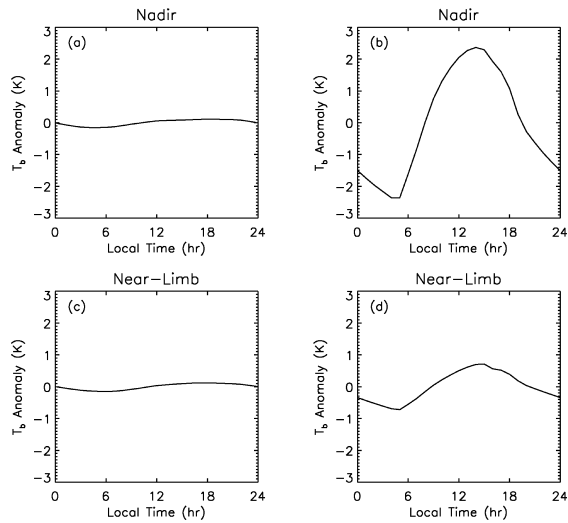 Nadir
(a)
3
2
1
0
−1
−2
−3
T_b Anomaly (K)
0 6 12 18 24
Local Time (hr)
Nadir
(b)
3
2
1
0
−1
−2
−3
T_b Anomaly (K)
0 6 12 18 24
Local Time (hr)
Near−Limb
(c)
3
2
1
0
−1
−2
−3
T_b Anomaly (K)
0 6 12 18 24
Local Time (hr)
Near−Limb
(d)
3
2
1
0
−1
−2
−3
T_b Anomaly (K)
0 6 12 18 24
Local Time (hr)